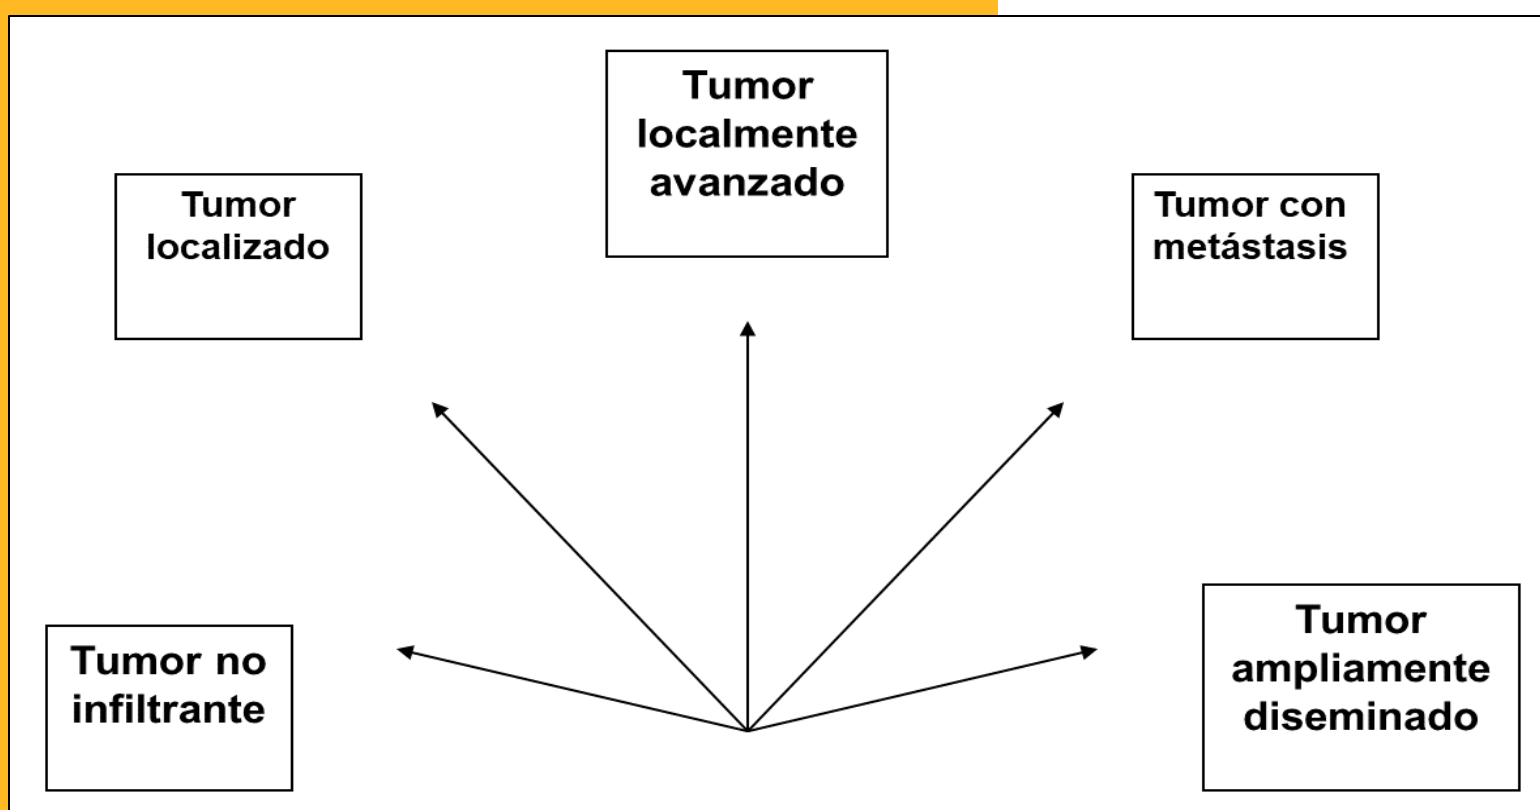 Tumor
localmente
avanzado
Tumor
localizado
Tumor con
metástasis
Tumor no
infiltrante
Tumor
ampliamente
diseminado